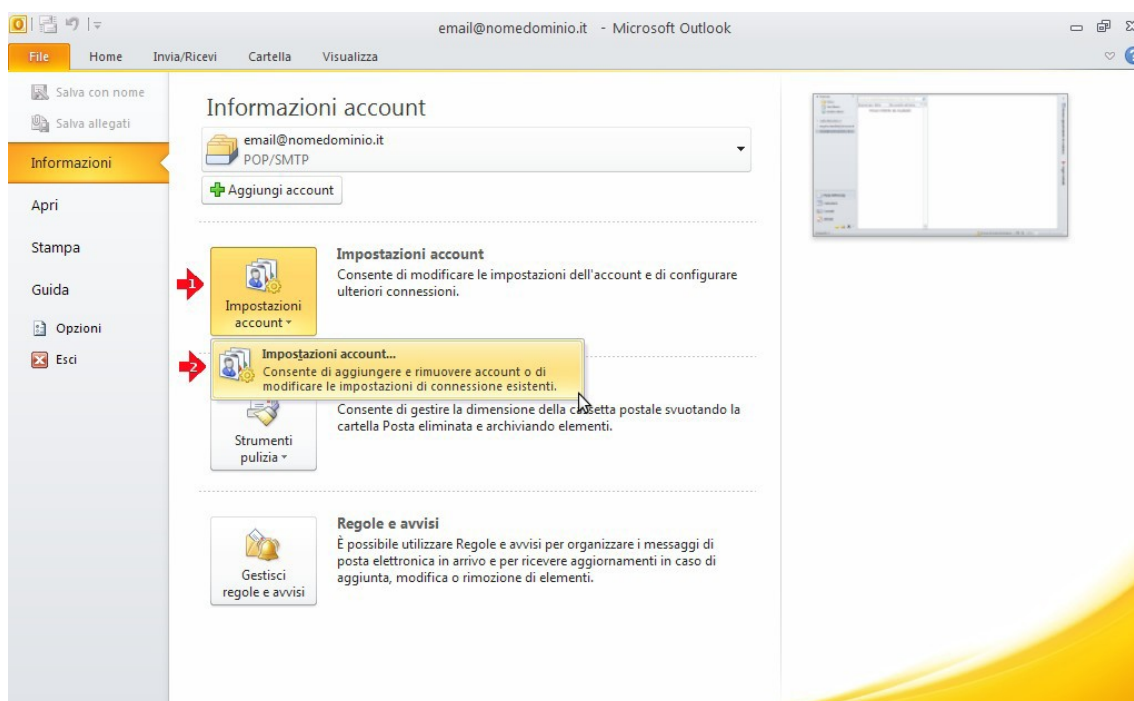 email@nomedominio.it - Microsoft Outlook
File Home Invia/Ricevi Cartella Visualizza
Salva con nome
Salva allegati
Informazioni
Apri
Stampa
Guida
Opzioni
Esci
Informazioni account
email@nomedominio.it
POP/SMTP
Aggiungi account
1
Impostazioni
account
Impostazioni account
Consente di modificare le impostazioni dell'account e di configurare
ulteriori connessioni.
2
Impostazioni account...
Consente di aggiungere e rimuovere account o di
modificare le impostazioni di connessione esistenti.
Strumenti
pulizia
Consente di gestire la dimensione della cassetta postale svuotando la
cartella Posta eliminata e archiviando elementi.
Gestisci
regole e avvisi
Regole e avvisi
È possibile utilizzare Regole e avvisi per organizzare i messaggi di
posta elettronica in arrivo e per ricevere aggiornamenti in caso di
aggiunta, modifica o rimozione di elementi.